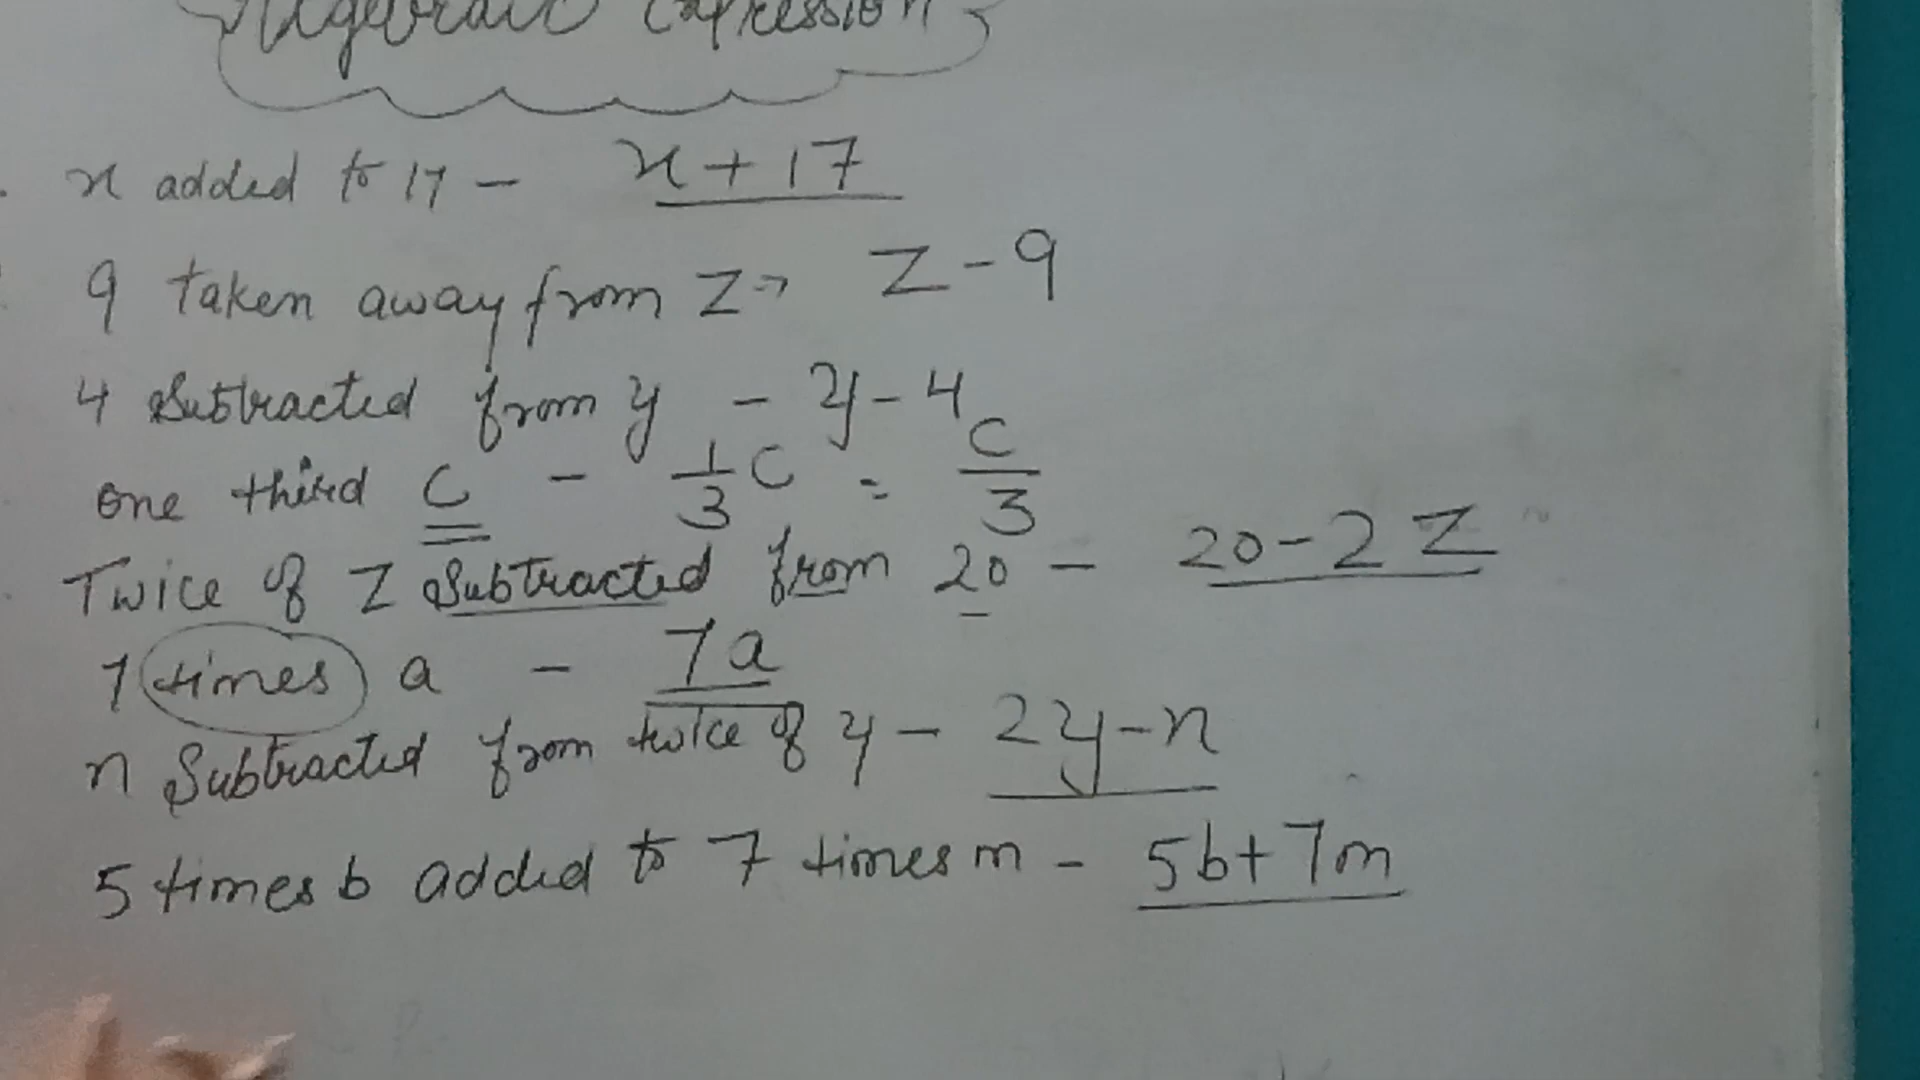 Algebraic Expression
x added to 17 - x + 17
9 taken away from z → z - 9
4 Subtracted from y - y - 4
one third c - 1/3 c = c/3
Twice of z Subtracted from 20 - 20 - 2z
7 times a - 7a
n Subtracted from twice of y - 2y - n
5 times b added to 7 times m - 5b + 7m